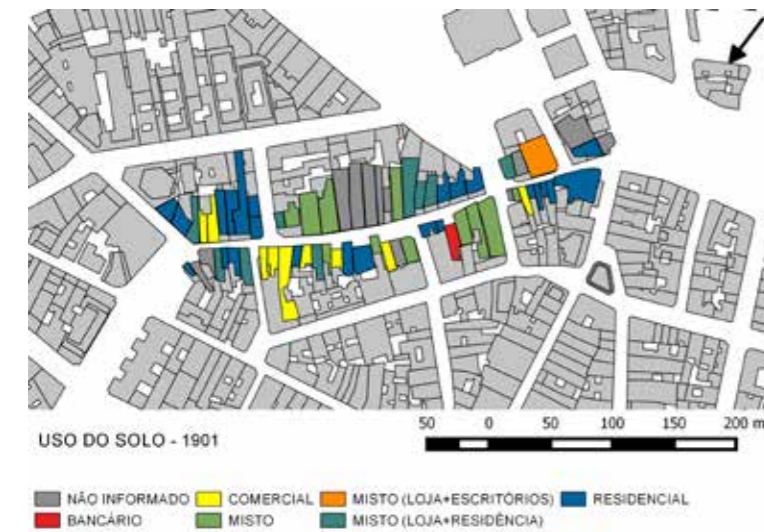 USO DO SOLO - 1901
50 0 50 100 150 200 m
NÃO INFORMADO COMERCIAL MISTO (LOJA+ESCRITÓRIOS) RESIDENCIAL
BANCÁRIO MISTO MISTO (LOJA+RESIDÊNCIA)